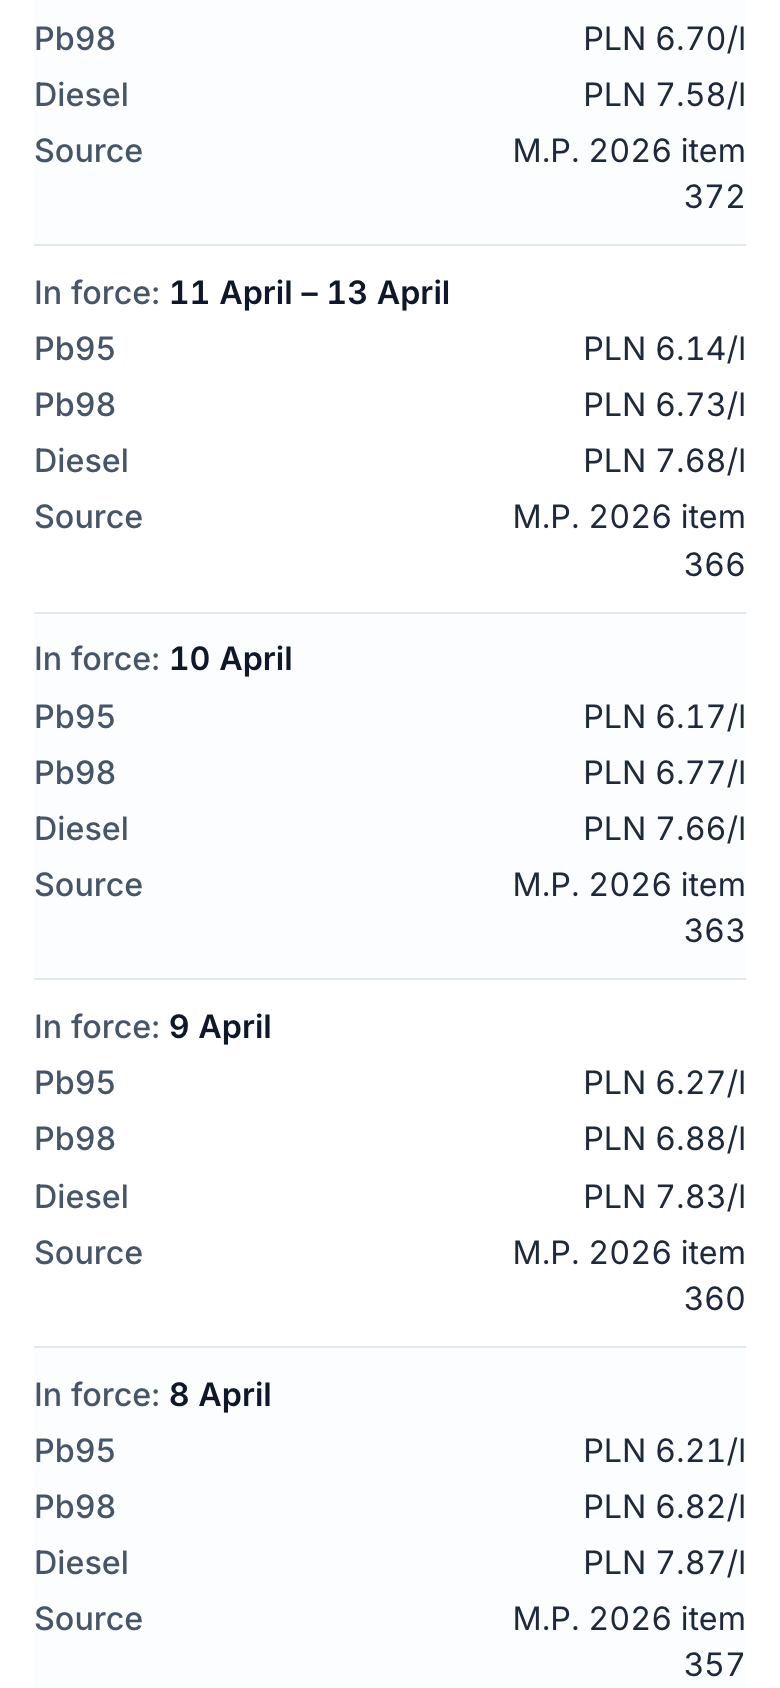 Pb98 PLN 6.70/l
Diesel PLN 7.58/l
Source M.P. 2026 item
372
In force: 11 April – 13 April
Pb95 PLN 6.14/l
Pb98 PLN 6.73/l
Diesel PLN 7.68/l
Source M.P. 2026 item
366
In force: 10 April
Pb95 PLN 6.17/l
Pb98 PLN 6.77/l
Diesel PLN 7.66/l
Source M.P. 2026 item
363
In force: 9 April
Pb95 PLN 6.27/l
Pb98 PLN 6.88/l
Diesel PLN 7.83/l
Source M.P. 2026 item
360
In force: 8 April
Pb95 PLN 6.21/l
Pb98 PLN 6.82/l
Diesel PLN 7.87/l
Source M.P. 2026 item
357